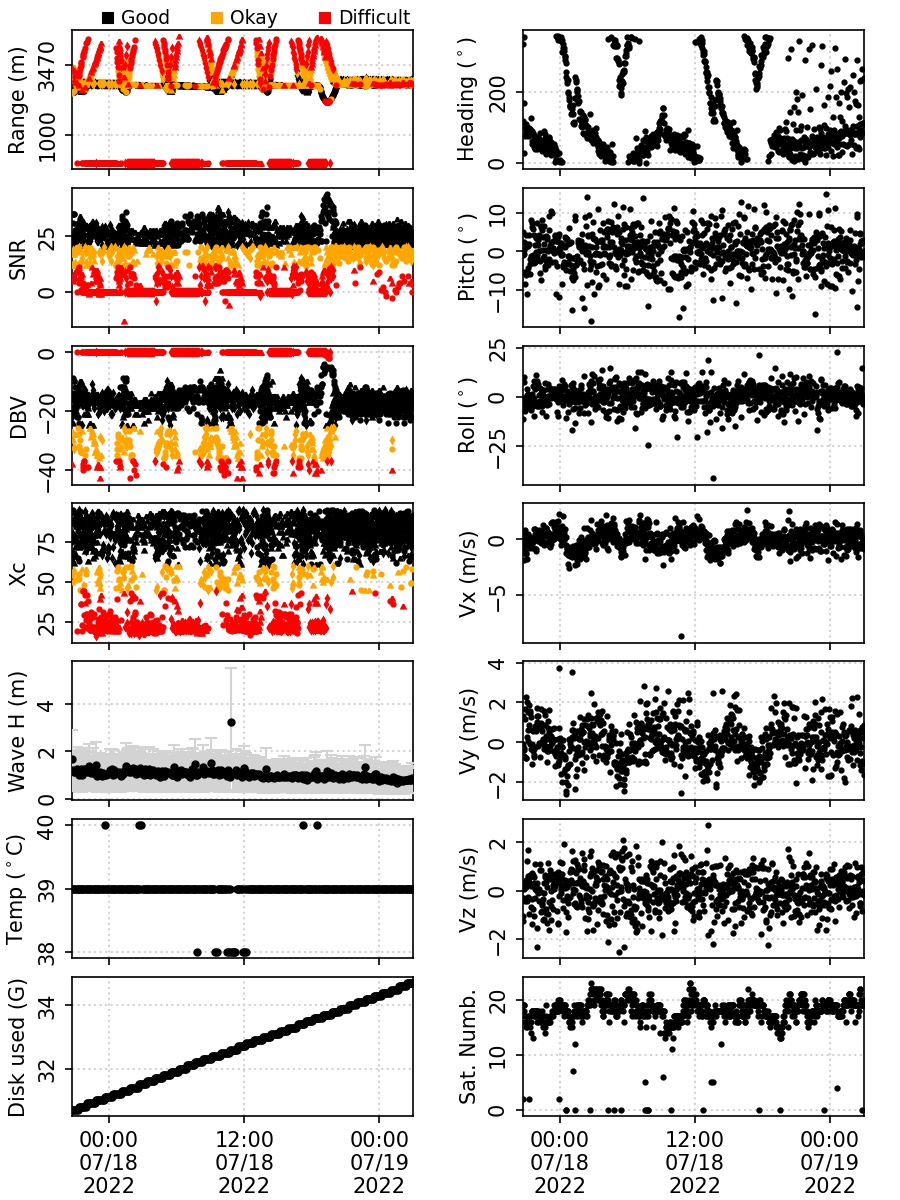 Good Okay Difficult
Range (m)
3470
1000
Heading (°)
200
0
SNR
25
0
Pitch (°)
10
0
−10
DBV
0
−20
−40
Roll (°)
25
0
−25
Xc
75
50
25
Vx (m/s)
0
−5
Wave H (m)
4
2
0
Vy (m/s)
4
2
0
−2
Temp (°C)
40
39
38
Vz (m/s)
2
0
−2
Disk used (G)
34
32
Sat. Numb.
20
10
0
00:00 12:00 00:00 00:00 12:00 00:00
07/18 07/18 07/19 07/18 07/18 07/19
2022 2022 2022 2022 2022 2022